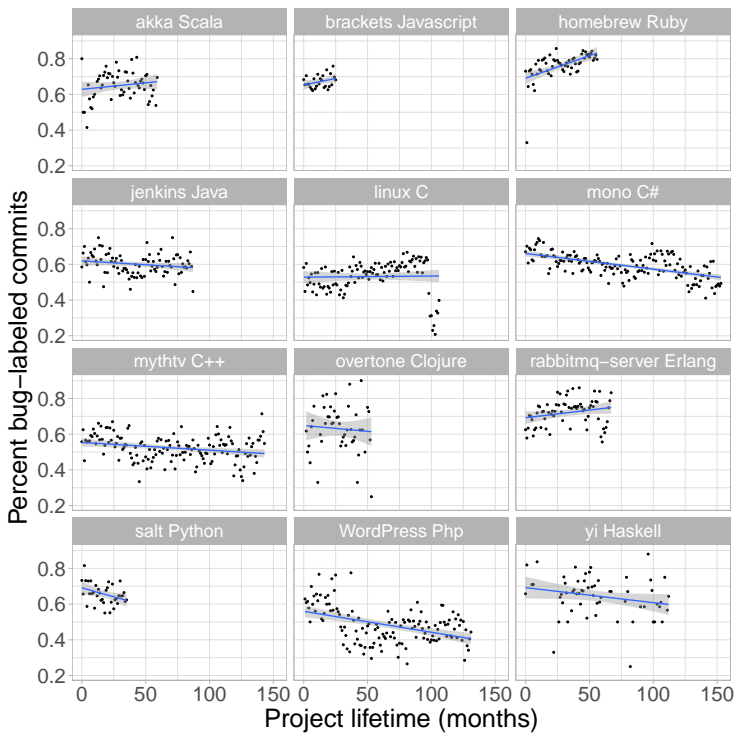 akka Scala
brackets Javascript
homebrew Ruby
0.8
0.6
0.4
0.2
jenkins Java
linux C
mono C#
0.8
0.6
0.4
0.2
mythtv C++
overtone Clojure
rabbitmq−server Erlang
0.8
0.6
0.4
0.2
salt Python
WordPress Php
yi Haskell
0.8
0.6
0.4
0.2
0 50 100 150
0 50 100 150
0 50 100 150
Project lifetime (months)
Percent bug−labeled commits